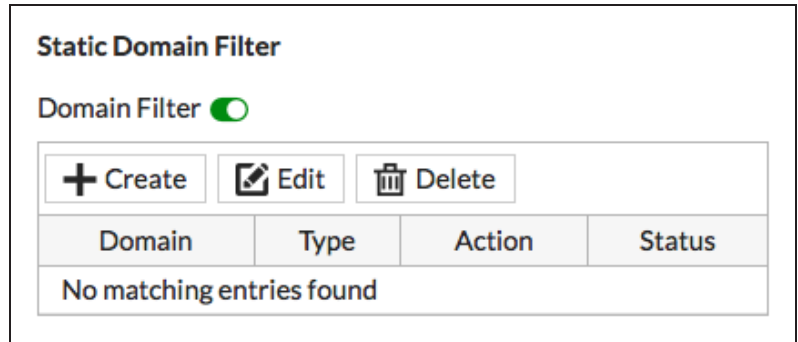 Static Domain Filter
Domain Filter
Create Edit Delete
Domain Type Action Status
No matching entries found